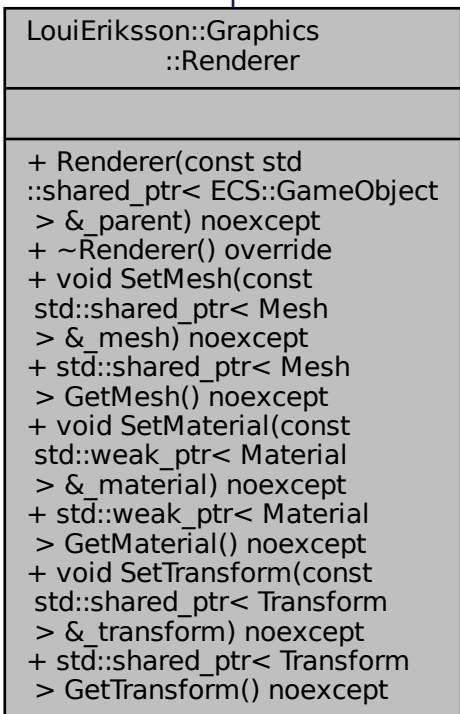 LouiEriksson::Graphics
::Renderer
+ Renderer(const std
::shared_ptr< ECS::GameObject
> &_parent) noexcept
+ ~Renderer() override
+ void SetMesh(const
std::shared_ptr< Mesh
> &_mesh) noexcept
+ std::shared_ptr< Mesh
> GetMesh() noexcept
+ void SetMaterial(const
std::weak_ptr< Material
> &_material) noexcept
+ std::weak_ptr< Material
> GetMaterial() noexcept
+ void SetTransform(const
std::shared_ptr< Transform
> &_transform) noexcept
+ std::shared_ptr< Transform
> GetTransform() noexcept